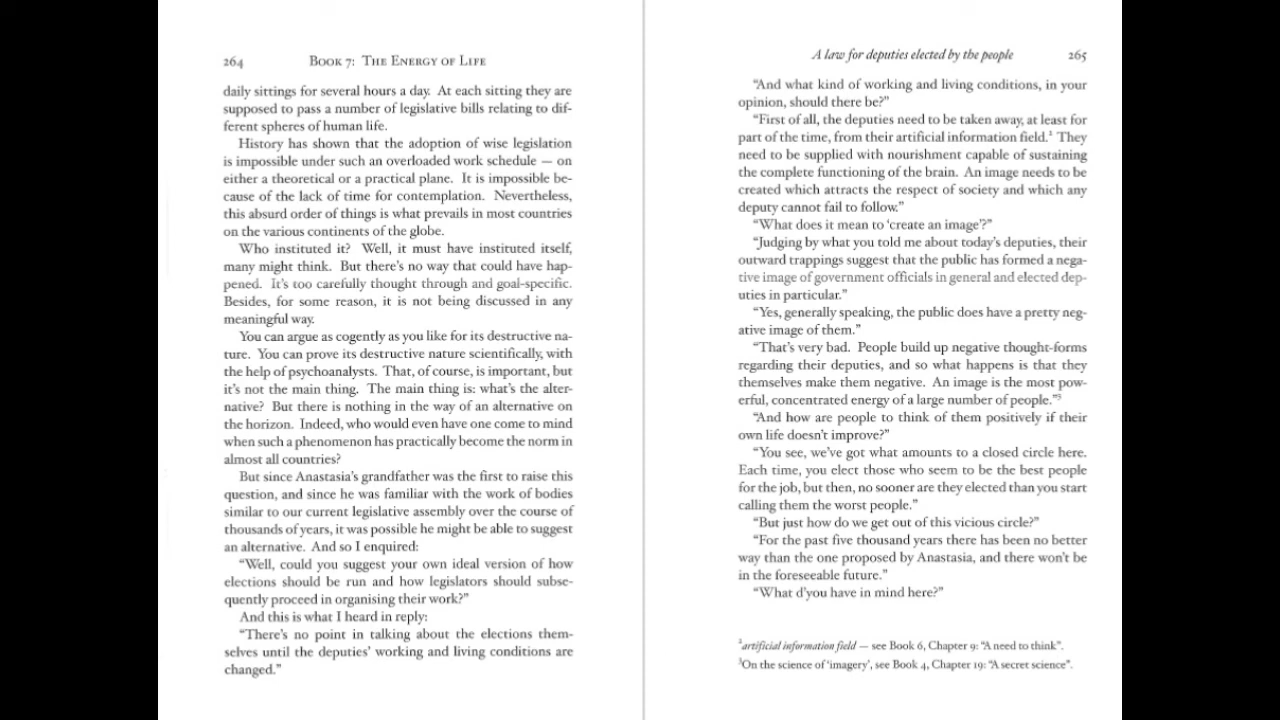 264 BOOK 7: THE ENERGY OF LIFE
daily sittings for several hours a day. At each sitting they are
supposed to pass a number of legislative bills relating to dif-
ferent spheres of human life.
History has shown that the adoption of wise legislation
is impossible under such an overloaded work schedule — on
either a theoretical or a practical plane. It is impossible be-
cause of the lack of time for contemplation. Nevertheless,
this absurd order of things is what prevails in most countries
on the various continents of the globe.
Who instituted it? Well, it must have instituted itself,
many might think. But there's no way that could have hap-
pened. It's too carefully thought through and goal-specific.
Besides, for some reason, it is not being discussed in any
meaningful way.
You can argue as cogently as you like for its destructive na-
ture. You can prove its destructive nature scientifically, with
the help of psychoanalysts. That, of course, is important, but
it's not the main thing. The main thing is: what's the alter-
native? But there is nothing in the way of an alternative on
the horizon. Indeed, who would even have one come to mind
when such a phenomenon has practically become the norm in
almost all countries?
But since Anastasia's grandfather was the first to raise this
question, and since he was familiar with the work of bodies
similar to our current legislative assembly over the course of
thousands of years, it was possible he might be able to suggest
an alternative. And so I enquired:
“Well, could you suggest your own ideal version of how
elections should be run and how legislators should subse-
quently proceed in organising their work?”
And this is what I heard in reply:
“There's no point in talking about the elections them-
selves until the deputies' working and living conditions are
changed.”
A law for deputies elected by the people 265
“And what kind of working and living conditions, in your
opinion, should there be?”
“First of all, the deputies need to be taken away, at least for
part of the time, from their artificial information field.² They
need to be supplied with nourishment capable of sustaining
the complete functioning of the brain. An image needs to be
created which attracts the respect of society and which any
deputy cannot fail to follow.”
“What does it mean to ‘create an image’?”
“Judging by what you told me about today's deputies, their
outward trappings suggest that the public has formed a nega-
tive image of government officials in general and elected dep-
uties in particular.”
“Yes, generally speaking, the public does have a pretty neg-
ative image of them.”
“That's very bad. People build up negative thought-forms
regarding their deputies, and so what happens is that they
themselves make them negative. An image is the most pow-
erful, concentrated energy of a large number of people.”³
“And how are people to think of them positively if their
own life doesn't improve?”
“You see, we've got what amounts to a closed circle here.
Each time, you elect those who seem to be the best people
for the job, but then, no sooner are they elected than you start
calling them the worst people.”
“But just how do we get out of this vicious circle?”
“For the past five thousand years there has been no better
way than the one proposed by Anastasia, and there won't be
in the foreseeable future.”
“What d'you have in mind here?”
²artificial information field — see Book 6, Chapter 9: “A need to think”.
³On the science of ‘imagery’, see Book 4, Chapter 19: “A secret science”.